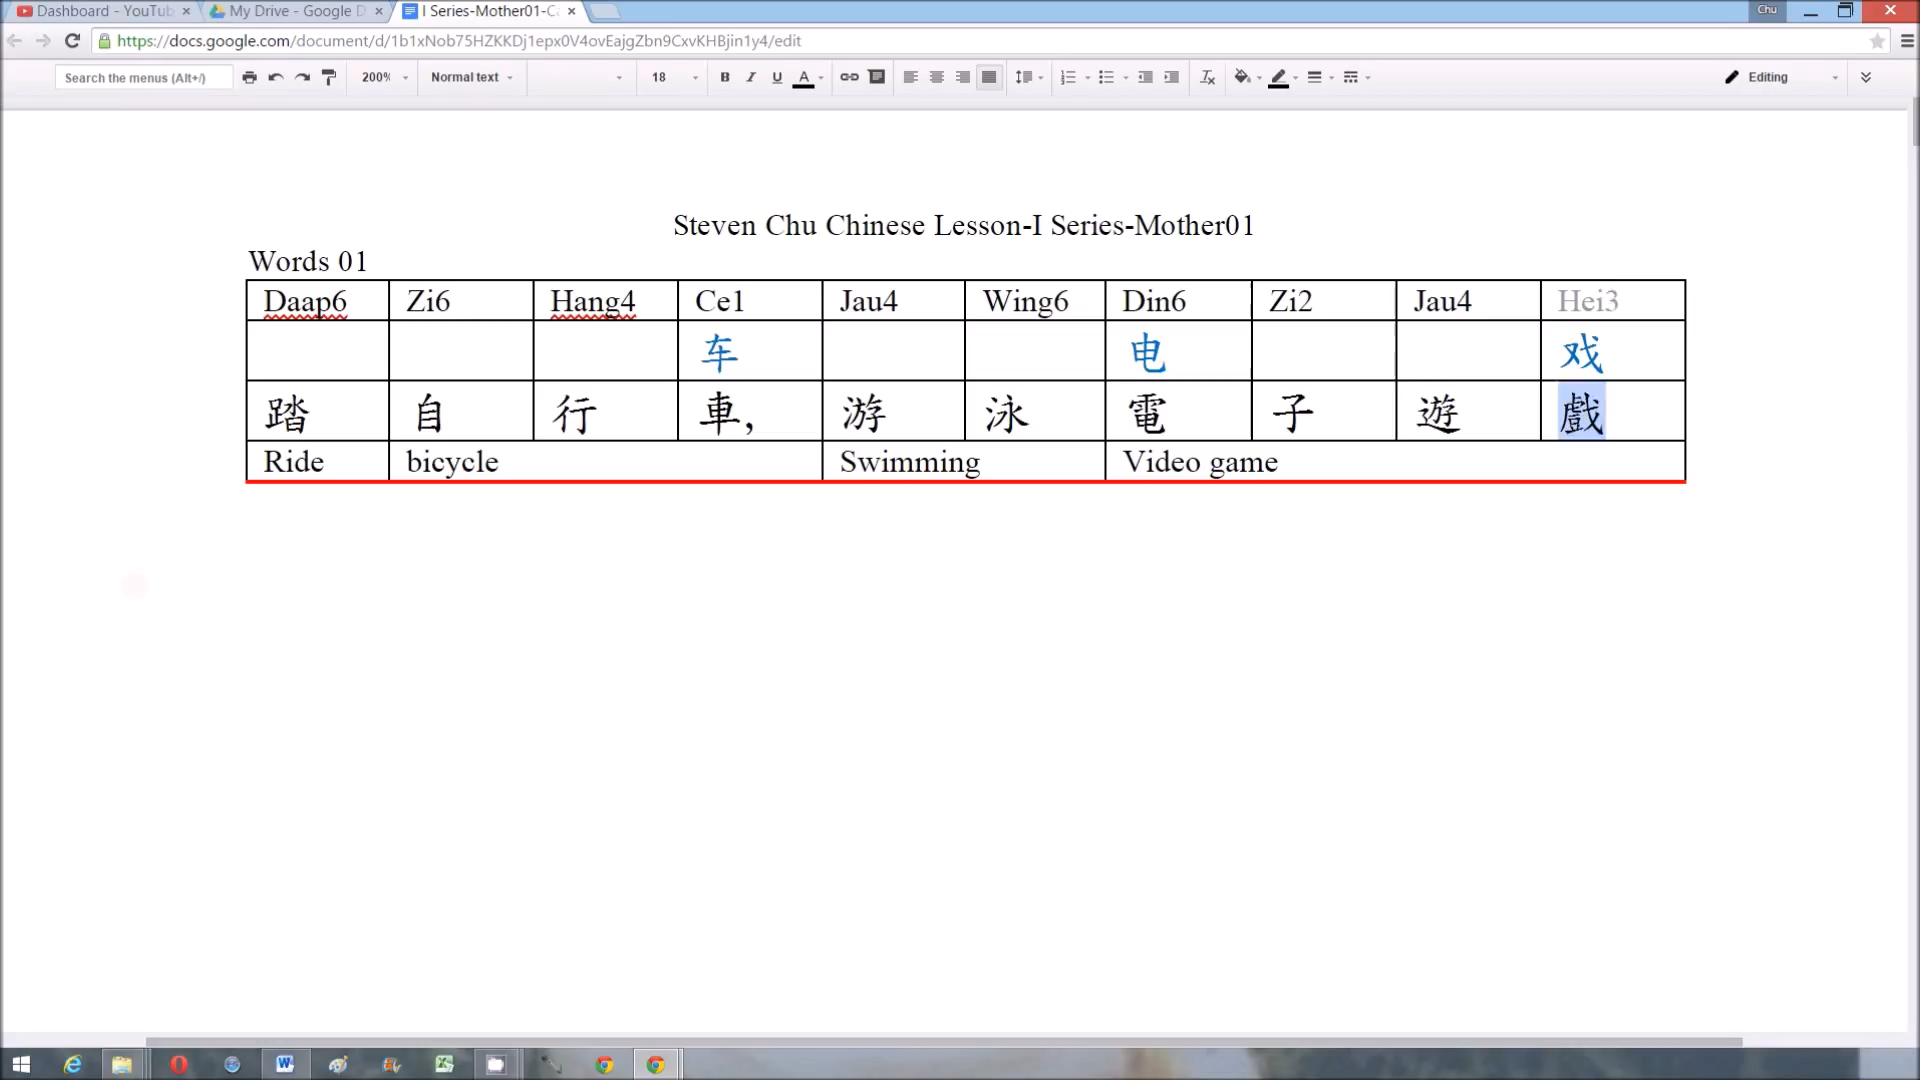 Dashboard - YouTub
My Drive - Google D
I Series-Mother01-C
Chu
https://docs.google.com/document/d/1b1xNob75HZKKDj1epx0V4ovEajgZbn9CxvKHBjin1y4/edit
Search the menus (Alt+/) 200% Normal text 18 B I U A Editing
Steven Chu Chinese Lesson-I Series-Mother01
Words 01
Daap6 Zi6 Hang4 Ce1 Jau4 Wing6 Din6 Zi2 Jau4 Hei3
车 电 戏
踏 自 行 車, 游 泳 電 子 遊 戲
Ride bicycle Swimming Video game